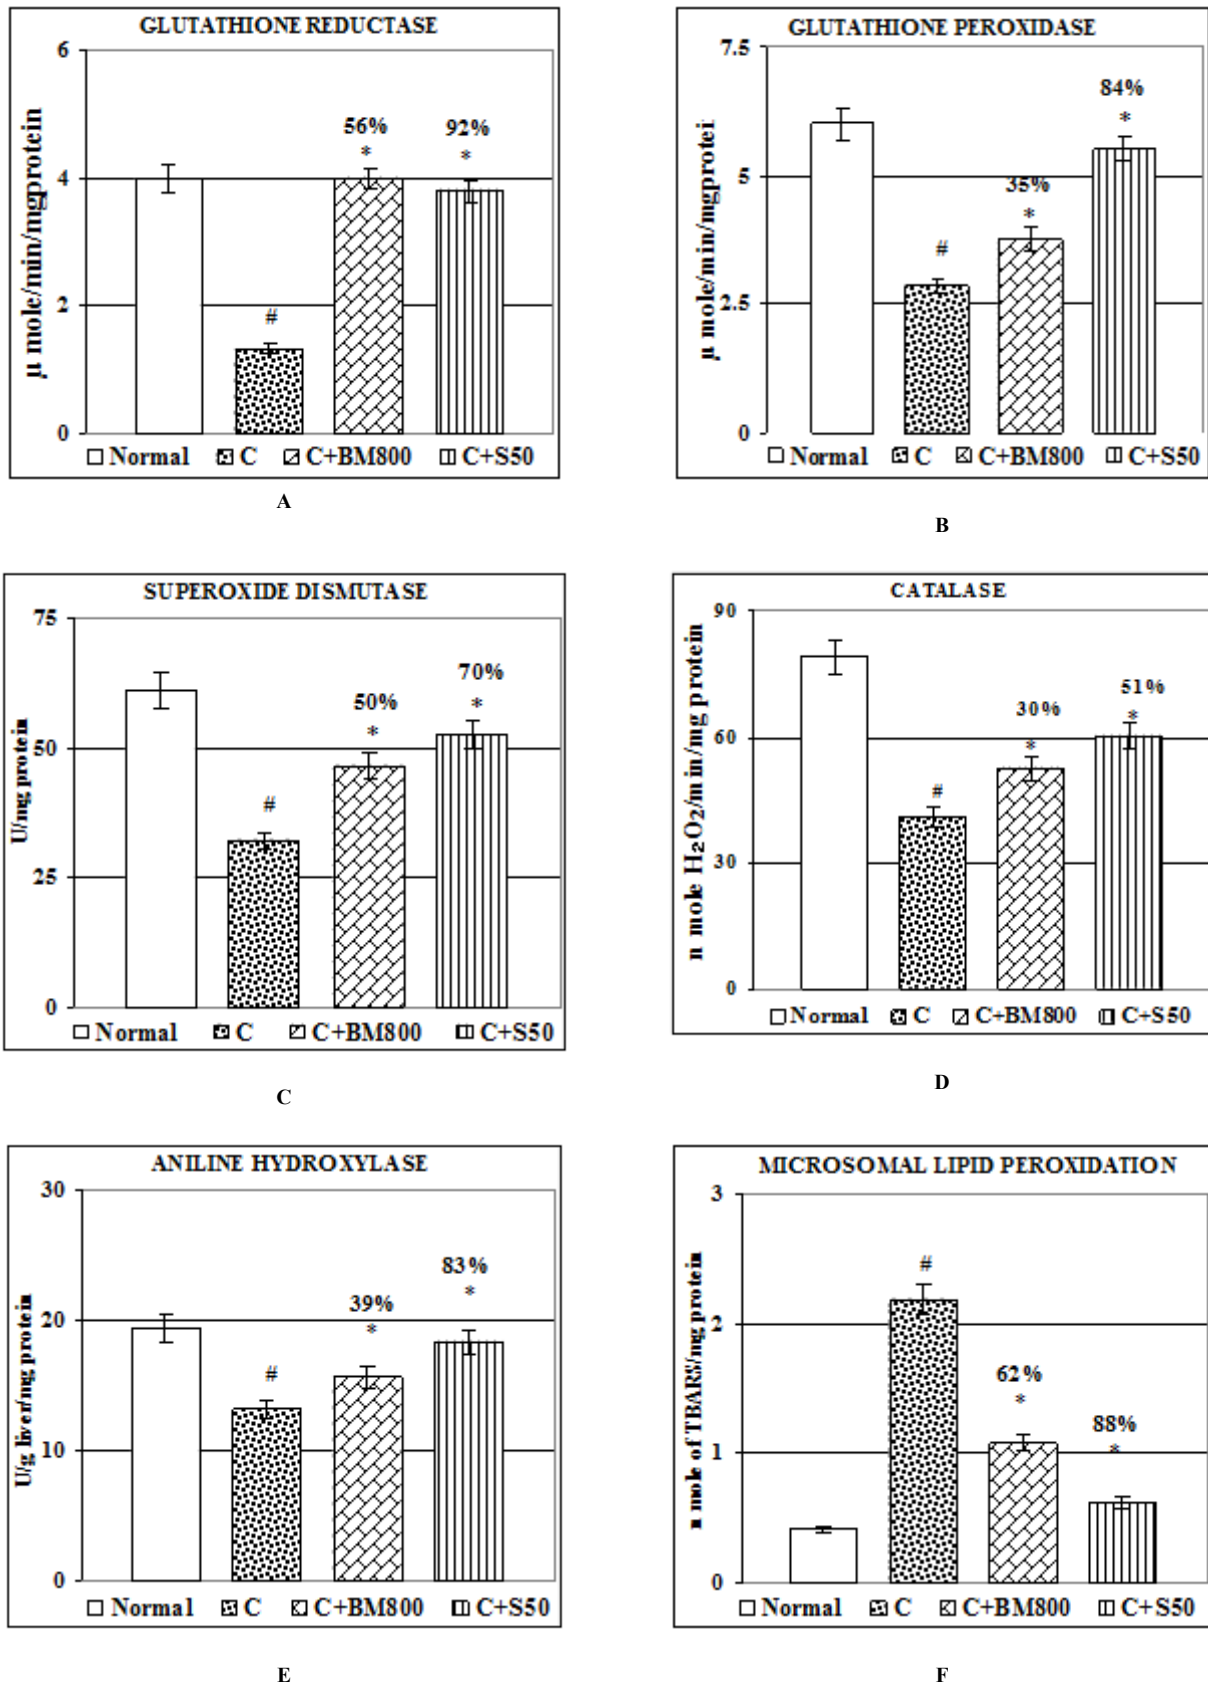 GLUTATHIONE REDUCTASE
6
4
2
0
µ mole/min/mgprotein
56%
*
92%
*
#
Normal C C+BM800 C+S50
A
GLUTATHIONE PEROXIDASE
7.5
5
2.5
0
µ mole/min/mgprotei
84%
*
35%
*
#
Normal C C+BM800 C+S50
B
SUPEROXIDE DISMUTASE
75
50
25
0
U/mg protein
70%
*
50%
*
#
Normal C C+BM800 C+S50
C
CATALASE
90
60
30
0
n mole H₂O₂/min/mg protein
51%
*
30%
*
#
Normal C C+BM800 C+S50
D
ANILINE HYDROXYLASE
30
20
10
0
U/g liver/mg protein
83%
*
39%
*
#
Normal C C+BM800 C+S50
E
MICROSOMAL LIPID PEROXIDATION
3
2
1
0
n mole of TBARS/mg protein
#
62%
*
88%
*
Normal C C+BM800 C+S50
F